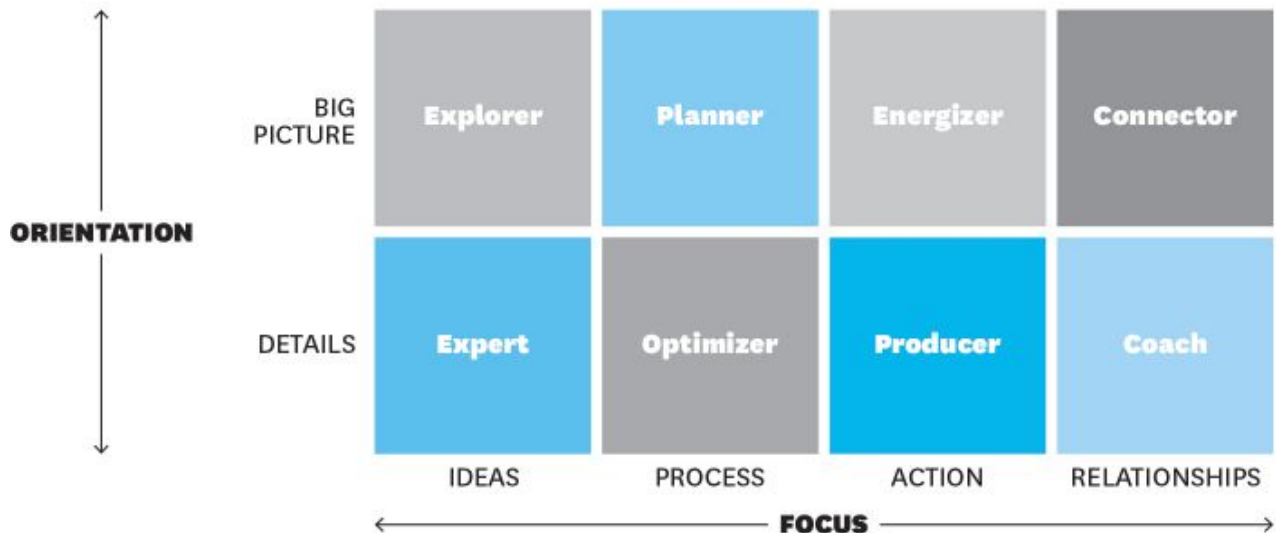 BIG
PICTURE
Explorer
Planner
Energizer
Connector
ORIENTATION
DETAILS
Expert
Optimizer
Producer
Coach
IDEAS
PROCESS
ACTION
RELATIONSHIPS
FOCUS